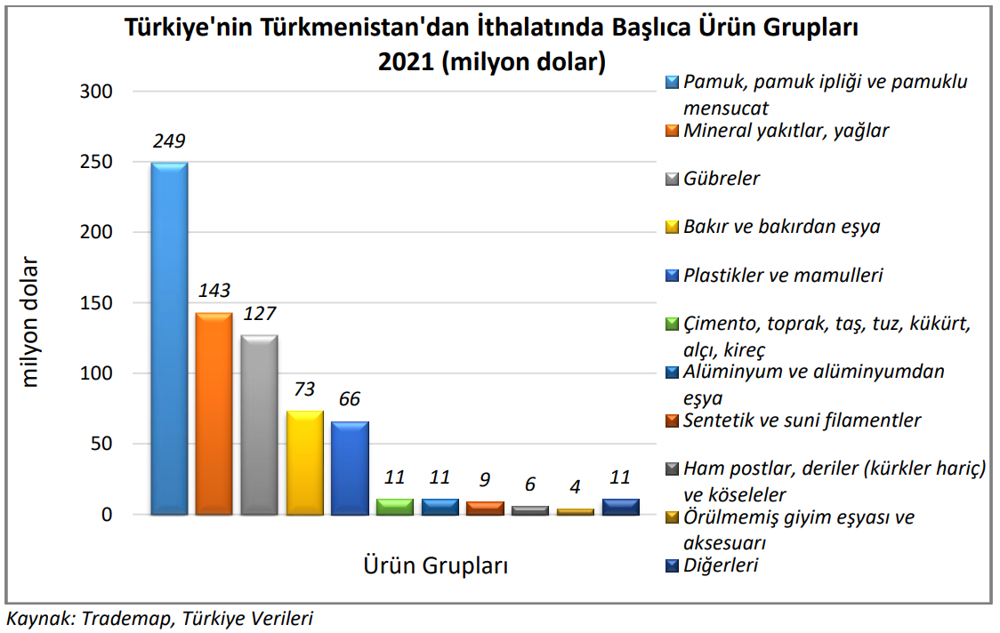 Türkiye'nin Türkmenistan'dan İthalatında Başlıca Ürün Grupları
2021 (milyon dolar)
300
250
200
150
100
50
0
milyon dolar
249
143
127
73
66
11
11
9
6
4
11
Ürün Grupları
Pamuk, pamuk ipliği ve pamuklu
mensucat
Mineral yakıtlar, yağlar
Gübreler
Bakır ve bakırdan eşya
Plastikler ve mamulleri
Çimento, toprak, taş, tuz, kükürt,
alçı, kireç
Alüminyum ve alüminyumdan
eşya
Sentetik ve suni filamentler
Ham postlar, deriler (kürkler hariç)
ve köseleler
Örülmemiş giyim eşyası ve
aksesuarı
Diğerleri
Kaynak: Trademap, Türkiye Verileri